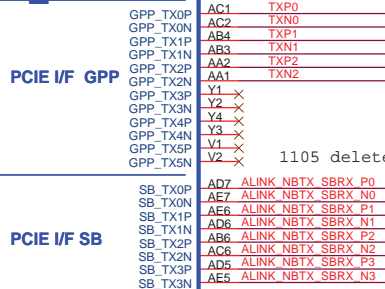 GPP_TX0P AC1 TXP0
GPP_TX0N AC2 TXN0
GPP_TX1P AB4 TXP1
GPP_TX1N AB3 TXN1
GPP_TX2P AA2 TXP2
PCIE I/F GPP GPP_TX2N AA1 TXN2
GPP_TX3P Y1
GPP_TX3N Y2
GPP_TX4P Y4
GPP_TX4N Y3
GPP_TX5P V1
GPP_TX5N V2 1105 delete
SB_TX0P AD7 ALINK_NBTX_SBRX_P0
SB_TX0N AE7 ALINK_NBTX_SBRX_N0
SB_TX1P AE6 ALINK_NBTX_SBRX_P1
SB_TX1N AD6 ALINK_NBTX_SBRX_N1
PCIE I/F SB SB_TX2P AB6 ALINK_NBTX_SBRX_P2
SB_TX2N AC6 ALINK_NBTX_SBRX_N2
SB_TX3P AD5 ALINK_NBTX_SBRX_P3
SB_TX3N AE5 ALINK_NBTX_SBRX_N3